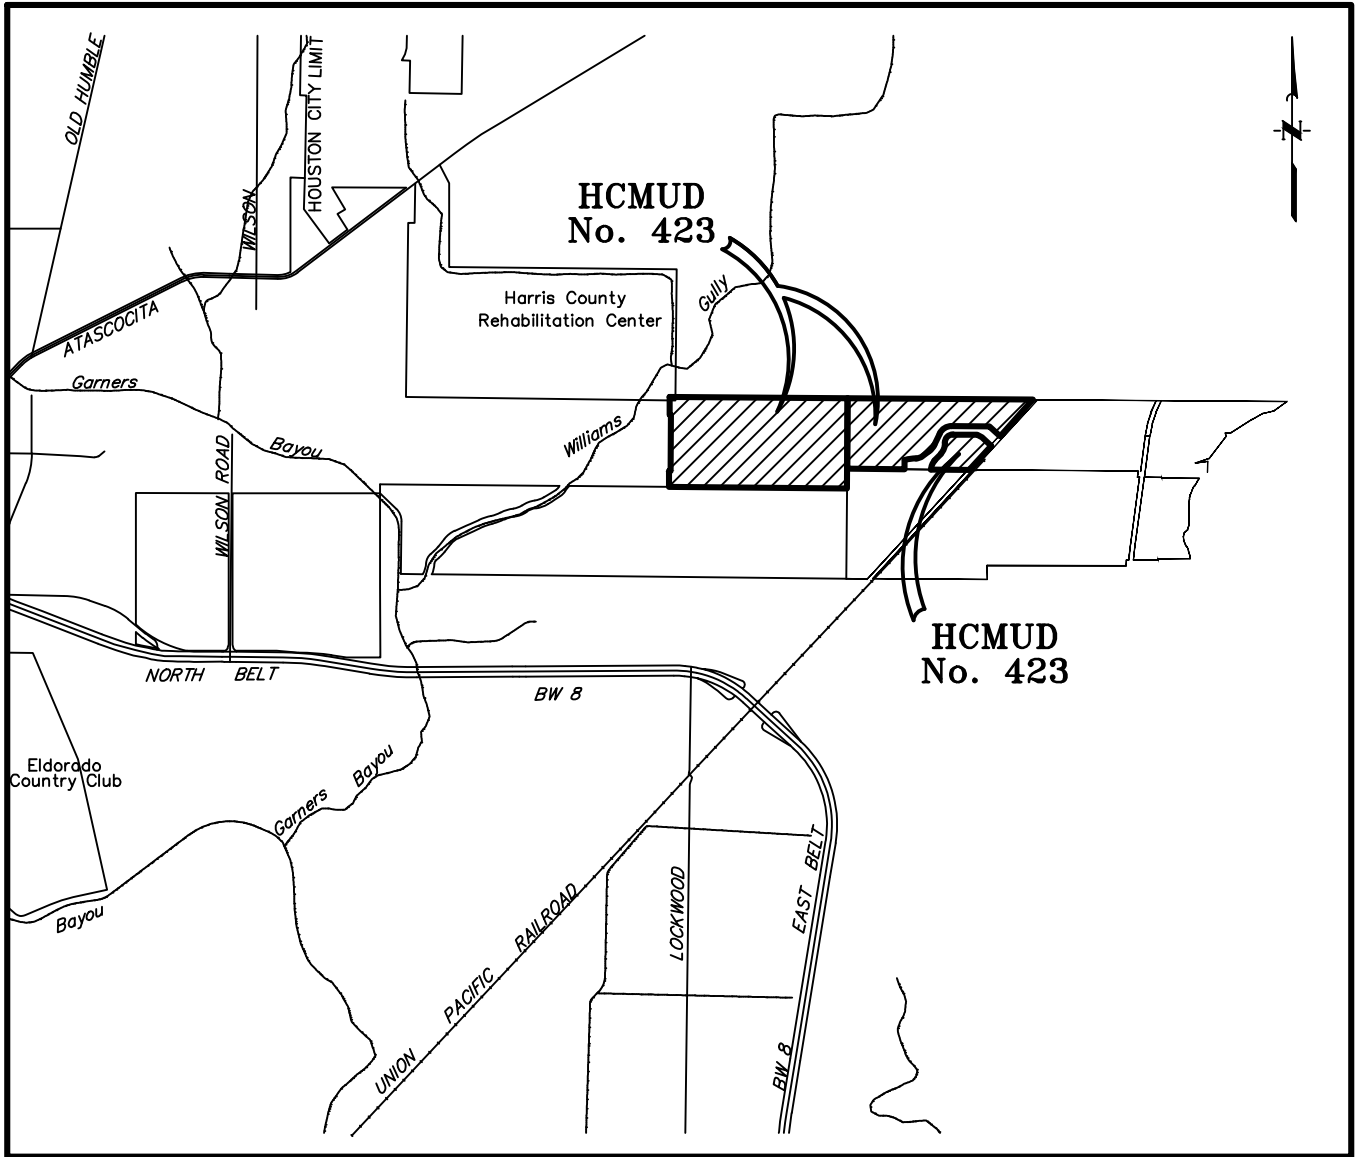 OLD HUMBLE
HOUSTON CITY LIMIT
WILSON
N
HCMUD
No. 423
Harris County
Rehabilitation Center
Gully
ATASCOCITA
Garners
Bayou
Williams
WILSON ROAD
HCMUD
No. 423
NORTH BELT
BW 8
Eldorado
Country Club
Garners Bayou
Bayou
UNION PACIFIC RAILROAD
LOCKWOOD
EAST BELT
BW 8